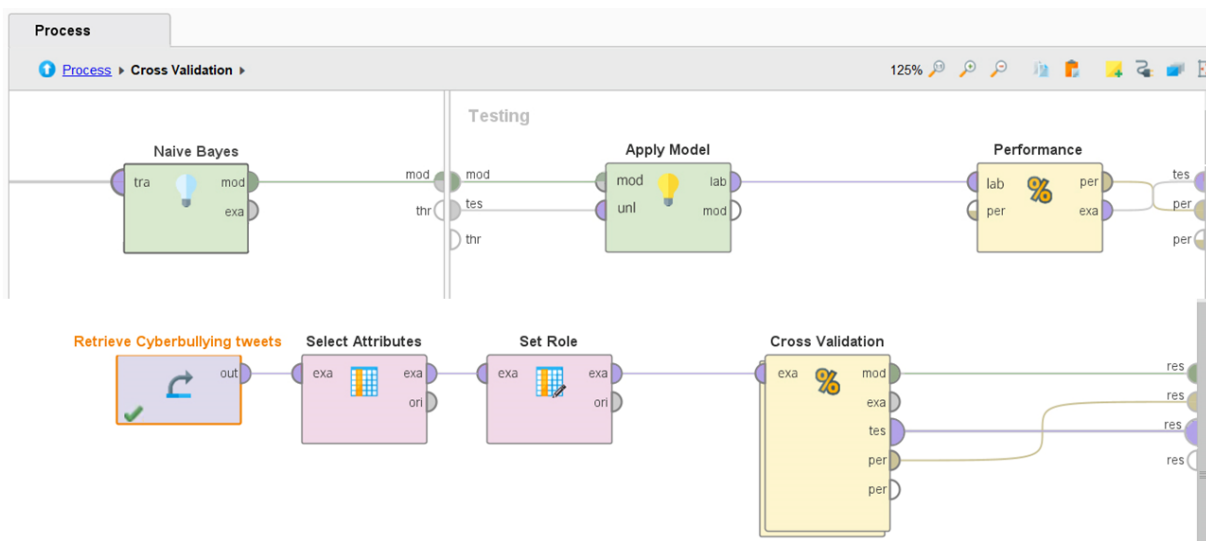 Process
Process ▸ Cross Validation ▸
125%
Testing
Naive Bayes
Apply Model
Performance
tra
mod
exa
mod
thr
mod
tes
thr
mod
unl
lab
mod
lab
per
per
exa
tes
per
per
Retrieve Cyberbullying tweets
Select Attributes
Set Role
Cross Validation
out
exa
exa
ori
exa
exa
ori
exa
mod
exa
tes
per
per
res
res
res
res